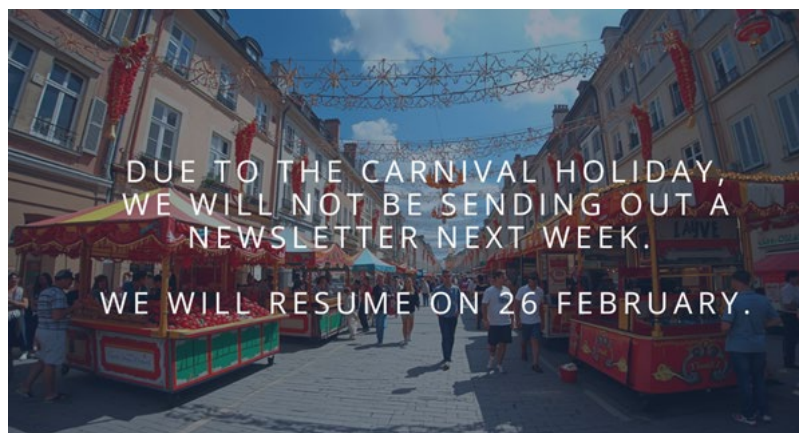 DUE TO THE CARNIVAL HOLIDAY,
WE WILL NOT BE SENDING OUT A
NEWSLETTER NEXT WEEK.
WE WILL RESUME ON 26 FEBRUARY.